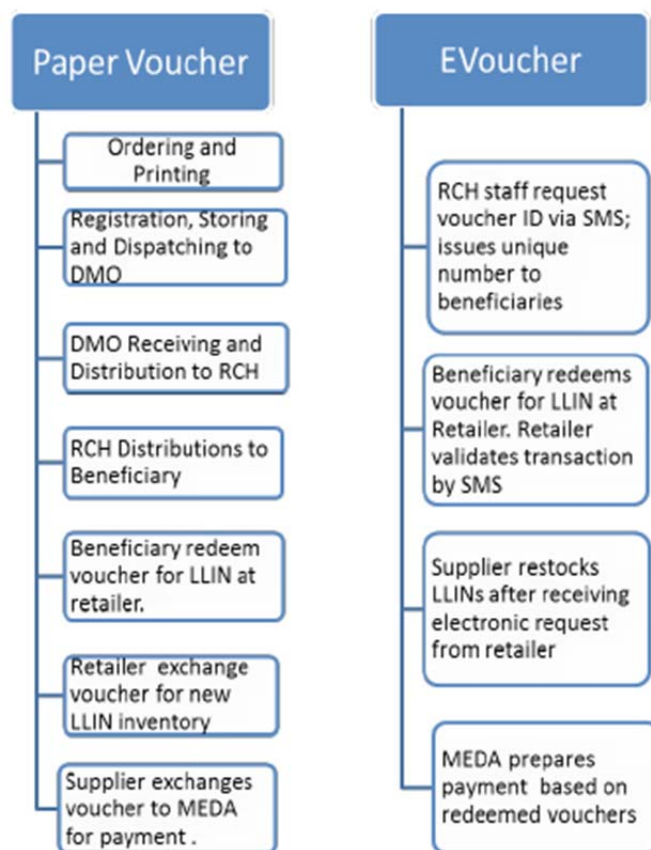 Paper Voucher
Ordering and
Printing
Registration, Storing
and Dispatching to
DMO
DMO Receiving and
Distribution to RCH
RCH Distributions to
Beneficiary
Beneficiary redeem
voucher for LLIN at
retailer.
Retailer exchange
voucher for new
LLIN inventory
Supplier exchanges
voucher to MEDA
for payment .
EVoucher
RCH staff request
voucher ID via SMS;
issues unique
number to
beneficiaries
Beneficiary redeems
voucher for LLIN at
Retailer. Retailer
validates transaction
by SMS
Supplier restocks
LLINs after receiving
electronic request
from retailer
MEDA prepares
payment based on
redeemed vouchers